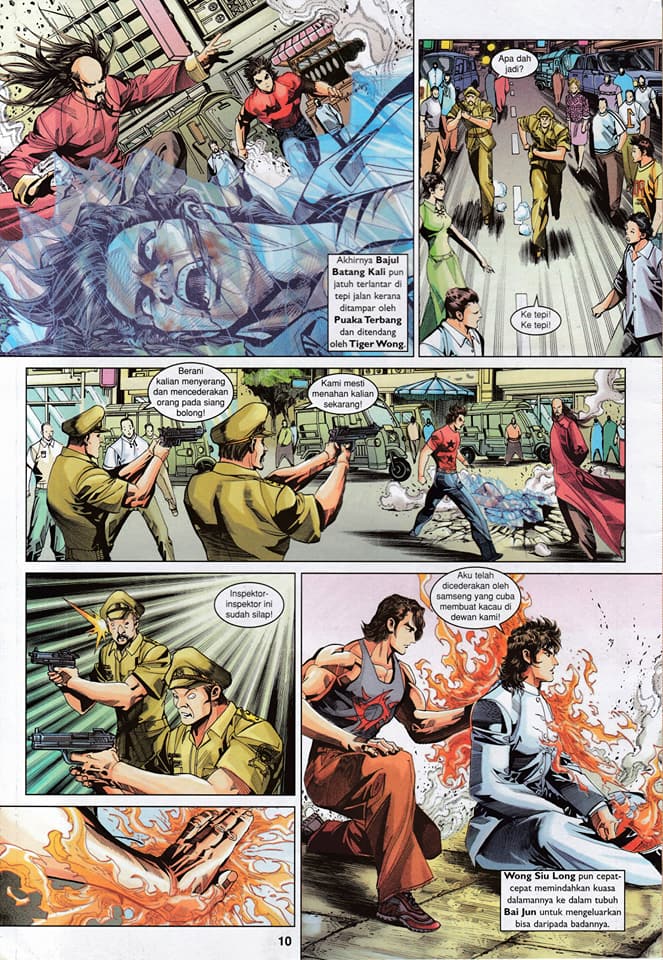 Akhirnya Bajul
Batang Kali pun
jatuh terlantar di
tepi jalan kerana
ditampar oleh
Puaka Terbang
dan ditendang
oleh Tiger Wong.
Apa dah
jadi?
Ke tepi!
Ke tepi!
Berani
kalian menyerang
dan mencederakan
orang pada siang
bolong!
Kami mesti
menahan kalian
sekarang!
Inspektor-
inspektor ini
sudah silap!
Aku telah
dicederakan oleh
samseng yang cuba
membuat kacau di
dewan kami!
Wong Siu Long pun cepat-
cepat memindahkan kuasa
dalamannya ke dalam tubuh
Bai Jun untuk mengeluarkan
bisa daripada badannya.
10